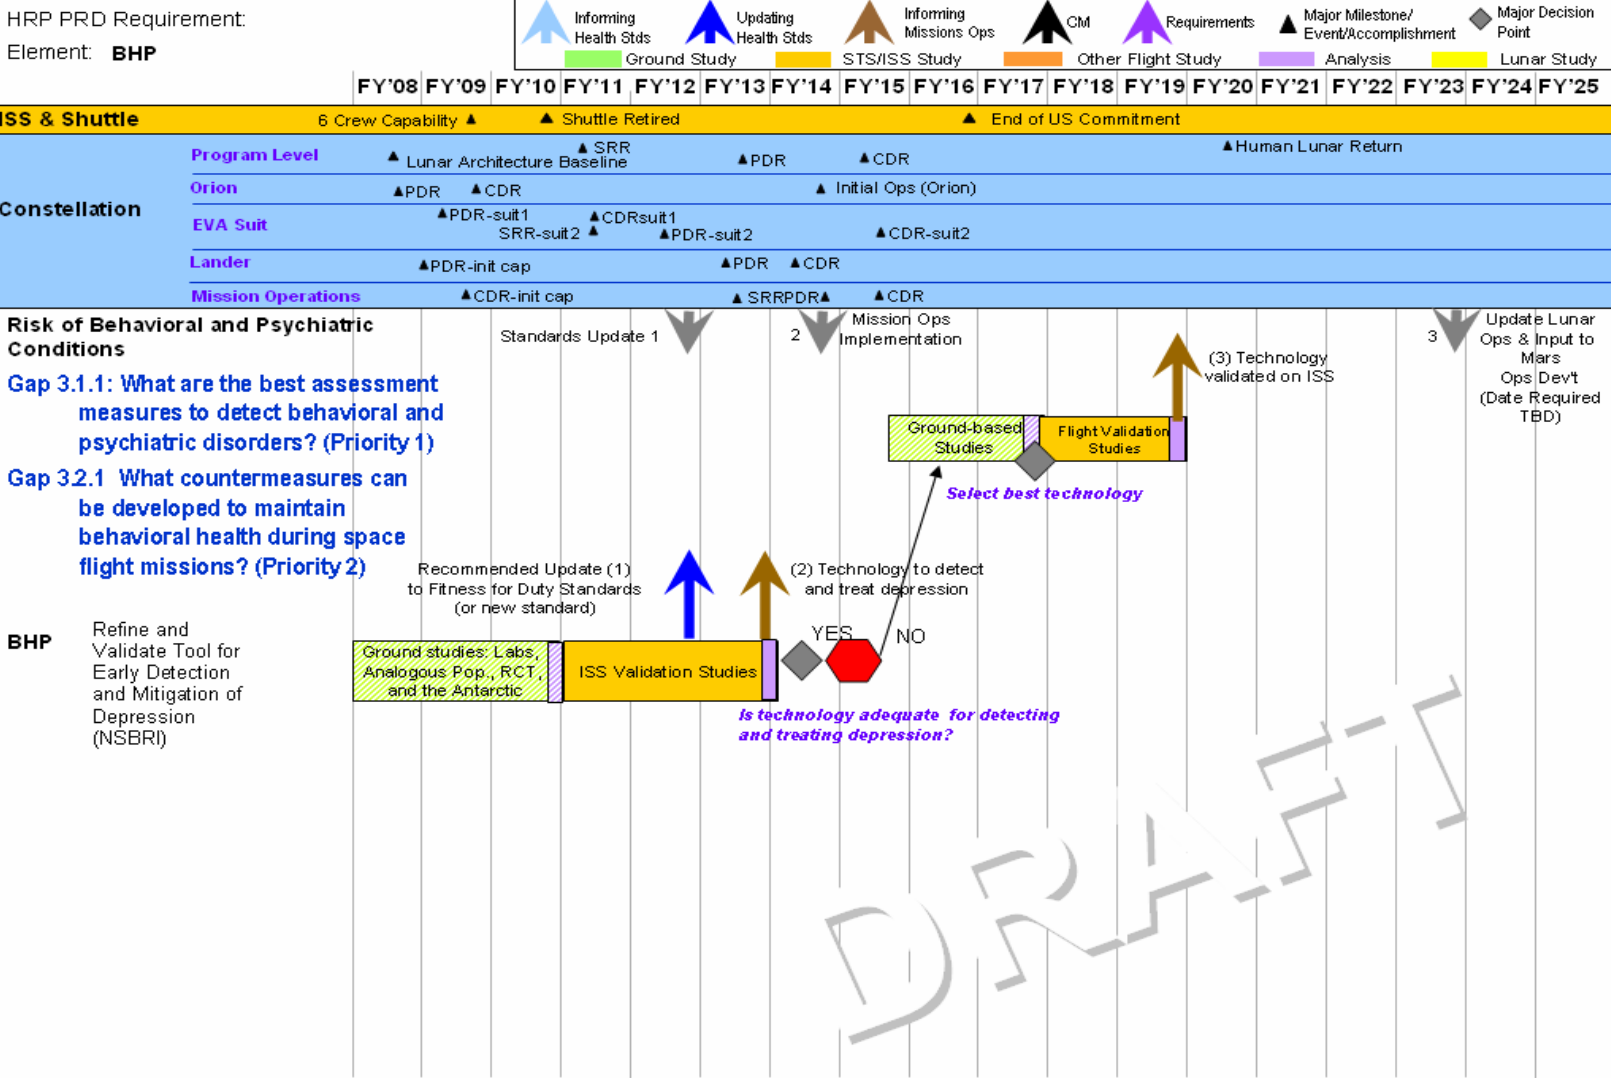 HRP PRD Requirement:
Element: BHP
Informing
Health Stds
Updating
Health Stds
Informing
Missions Ops
CM
Requirements
Major Milestone/
Event/Accomplishment
Major Decision
Point
Ground Study
STS/ISS Study
Other Flight Study
Analysis
Lunar Study
FY'08 FY'09 FY'10 FY'11 FY'12 FY'13 FY'14 FY'15 FY'16 FY'17 FY'18 FY'19 FY'20 FY'21 FY'22 FY'23 FY'24 FY'25
ISS & Shuttle
6 Crew Capability
Shuttle Retired
End of US Commitment
Constellation
Program Level
Lunar Architecture Baseline
SRR
PDR
CDR
Human Lunar Return
Orion
PDR
CDR
Initial Ops (Orion)
EVA Suit
PDR-suit1
CDRsuit1
SRR-suit2
PDR-suit2
CDR-suit2
Lander
PDR-init cap
PDR
CDR
Mission Operations
CDR-init cap
SRR
PDR
CDR
Risk of Behavioral and Psychiatric
Conditions
Standards Update 1
2
Mission Ops
Implementation
3
Update Lunar
Ops & Input to
Mars
Ops Dev't
(Date Required
TBD)
Gap 3.1.1: What are the best assessment
measures to detect behavioral and
psychiatric disorders? (Priority 1)
Gap 3.2.1 What countermeasures can
be developed to maintain
behavioral health during space
flight missions? (Priority 2)
(3) Technology
validated on ISS
Ground-based
Studies
Flight Validation
Studies
Select best technology
Recommended Update (1)
to Fitness for Duty Standards
(or new standard)
(2) Technology to detect
and treat depression
BHP
Refine and
Validate Tool for
Early Detection
and Mitigation of
Depression
(NSBRI)
Ground studies: Labs,
Analogous Pop., RCT,
and the Antarctic
ISS Validation Studies
YES
NO
Is technology adequate for detecting
and treating depression?
DRAFT